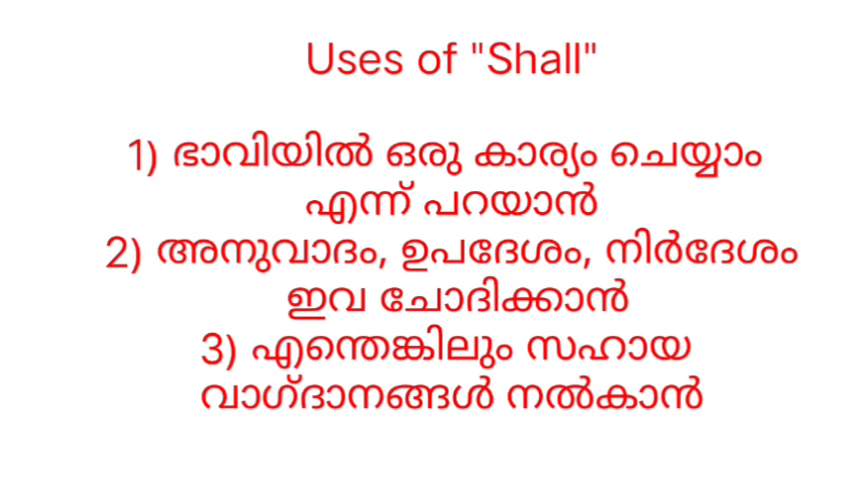 Uses of "Shall"
1) ഭാവിയിൽ ഒരു കാര്യം ചെയ്യാം
എന്ന് പറയാൻ
2) അനുവാദം, ഉപദേശം, നിർദേശം
ഇവ ചോദിക്കാൻ
3) എന്തെങ്കിലും സഹായ
വാഗ്ദാനങ്ങൾ നൽകാൻ